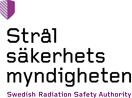 Strål
säkerhets
myndigheten
Swedish Radiation Safety Authority